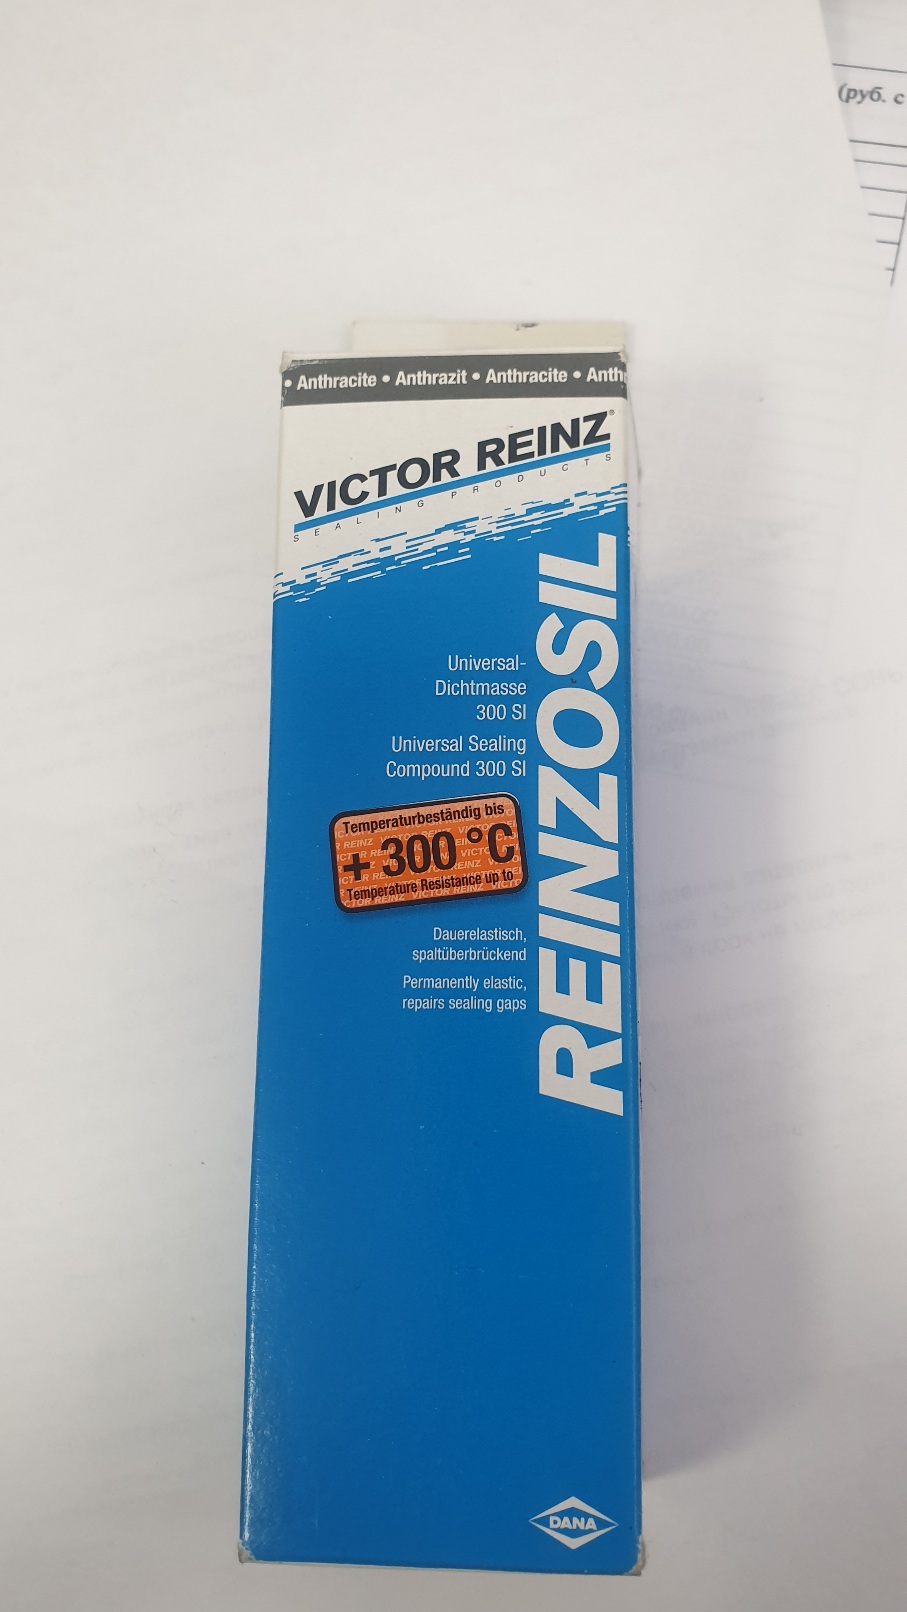 (руб. с
• Anthracite • Anthrazit • Anthracite • Anth
VICTOR REINZ®
SEALING PRODUCTS
REINZOSIL
Universal-
Dichtmasse
300 SI
Universal Sealing
Compound 300 SI
Temperaturbeständig bis
+300 °C
Temperature Resistance up to
Dauerelastisch,
spaltüberbrückend
Permanently elastic,
repairs sealing gaps
DANA